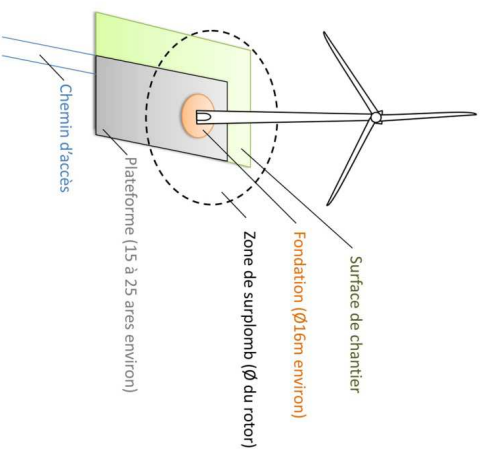 Surface de chantier
Fondation (Ø16m environ)
Zone de surplomb (Ø du rotor)
Plateforme (15 à 25 ares environ)
Chemin d'accès